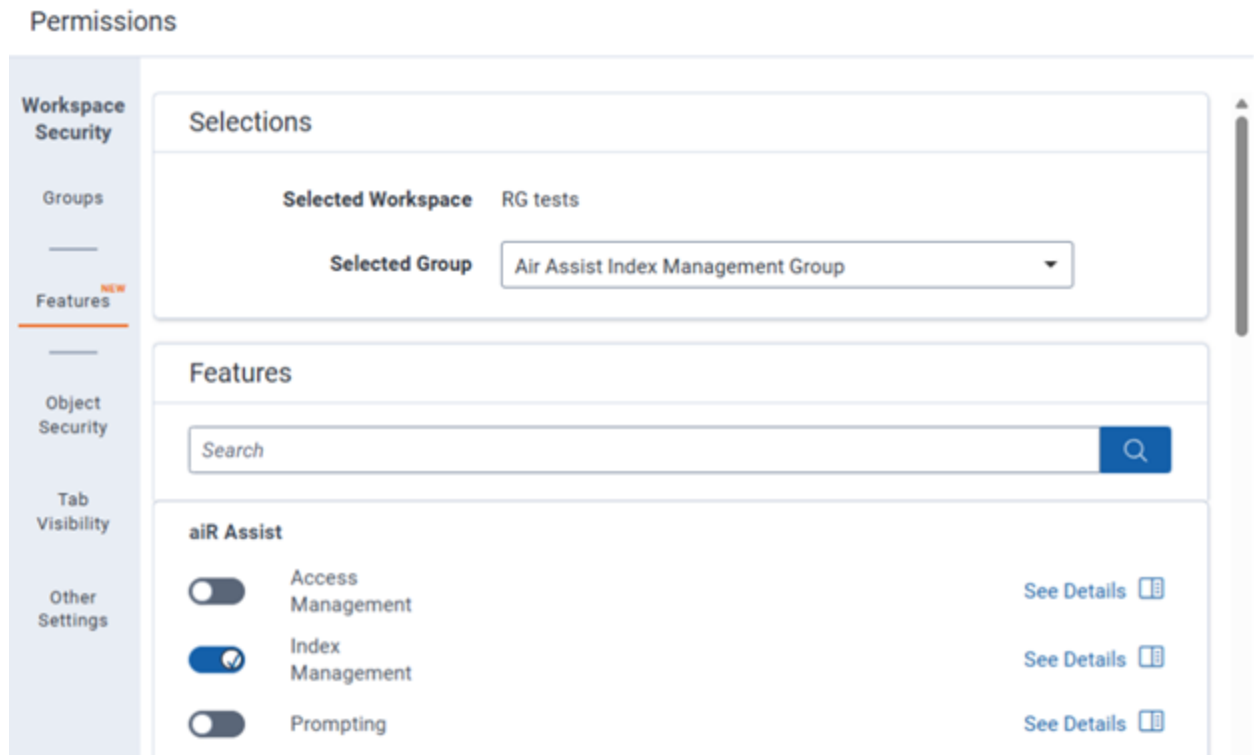 Permissions
Workspace
Security
Groups
Features NEW
Object
Security
Tab
Visibility
Other
Settings
Selections
Selected Workspace RG tests
Selected Group Air Assist Index Management Group
Features
Search
aiR Assist
Access
Management
See Details
Index
Management
See Details
Prompting
See Details